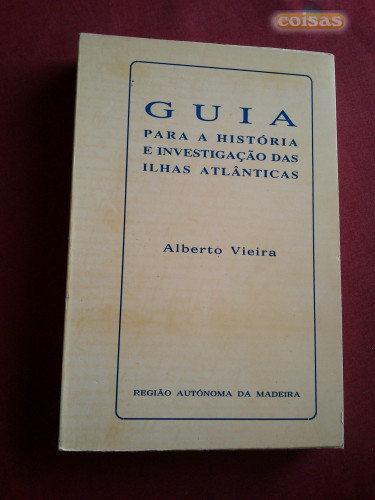 coisas
GUIA
PARA A HISTÓRIA
E INVESTIGAÇÃO DAS
ILHAS ATLÂNTICAS
Alberto Vieira
REGIÃO AUTÓNOMA DA MADEIRA